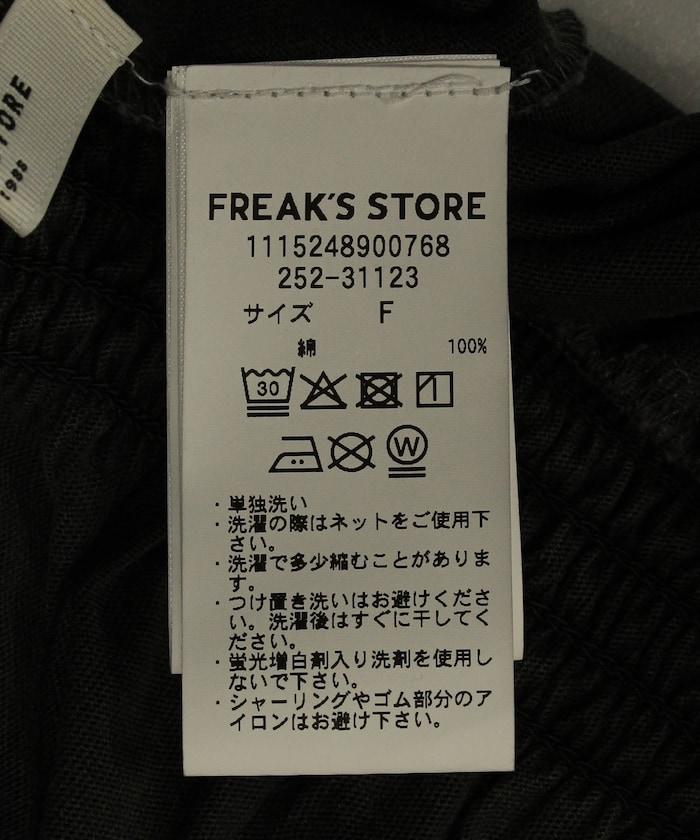 TORE
1988
FREAK'S STORE
1115248900768
252-31123
サイズ F
綿 100%
30
W
・単独洗い
・洗濯の際はネットをご使用下
さい。
・洗濯で多少縮むことがありま
す。
・つけ置き洗いはお避けくださ
い。洗濯後はすぐに干してく
ださい。
・蛍光増白剤入り洗剤を使用し
ないで下さい。
・シャーリングやゴム部分のア
イロンはお避け下さい。